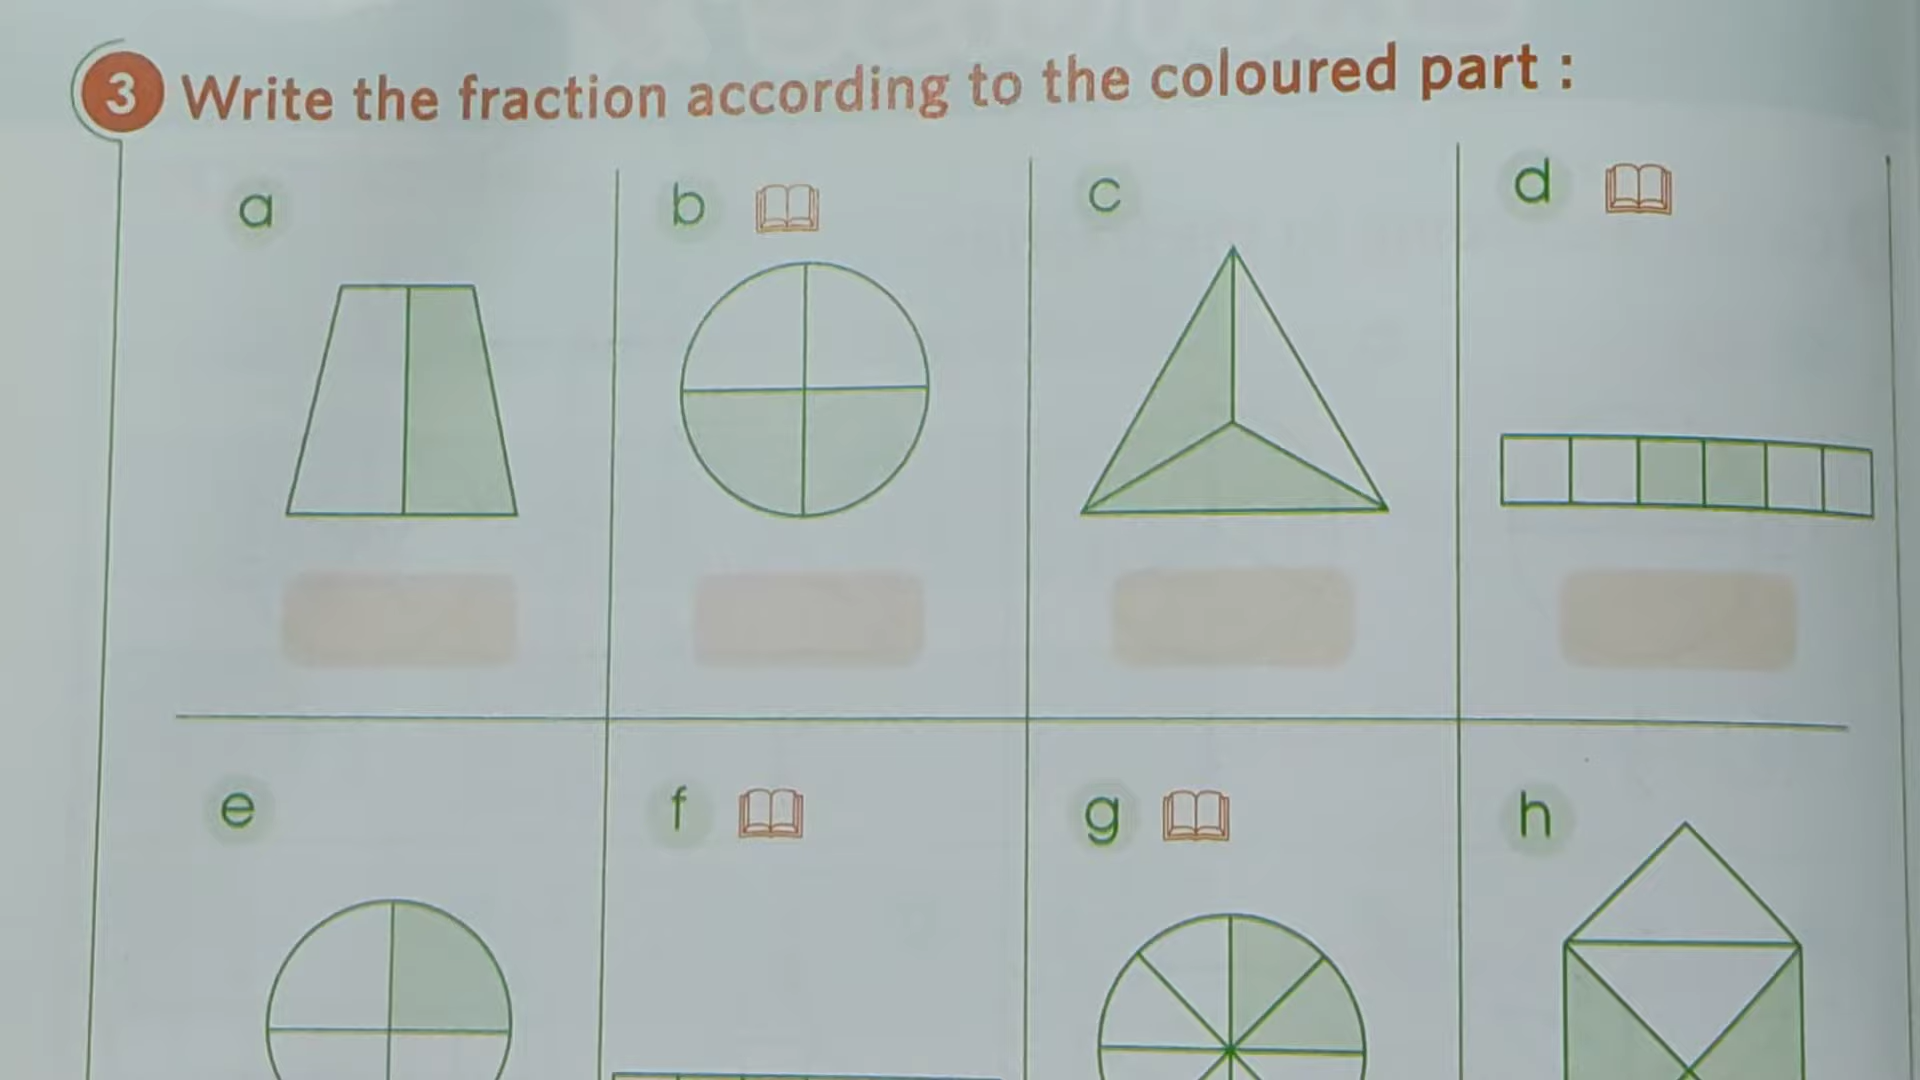 3 Write the fraction according to the coloured part :
a b c d
e f g h